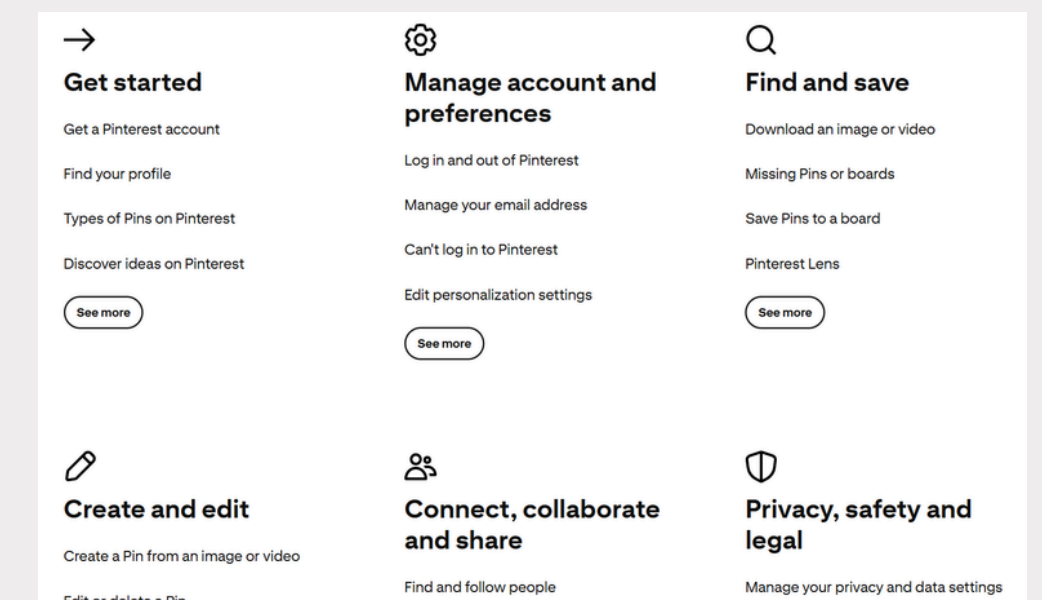 Get started
Get a Pinterest account
Find your profile
Types of Pins on Pinterest
Discover ideas on Pinterest
See more
Manage account and
preferences
Log in and out of Pinterest
Manage your email address
Can't log in to Pinterest
Edit personalization settings
See more
Find and save
Download an image or video
Missing Pins or boards
Save Pins to a board
Pinterest Lens
See more
Create and edit
Create a Pin from an image or video
Edit or delete a Pin
Connect, collaborate
and share
Find and follow people
Privacy, safety and
legal
Manage your privacy and data settings